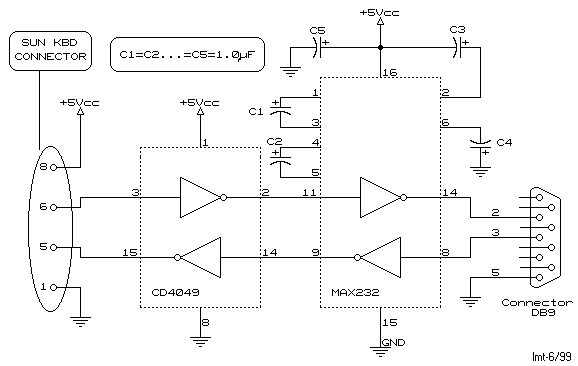 SUN KBD
CONNECTOR
C1=C2...=C5=1.0µF
C5
+
+5Vcc
C3
+
16
+5Vcc
+5Vcc
1
2
C1
+
3
6
C4
+
4
C2
+
5
1
8
6
3
2
11
14
2
5
15
14
9
8
3
1
5
CD4049
MAX232
8
15
GND
Connector
DB9
lmt-6/99